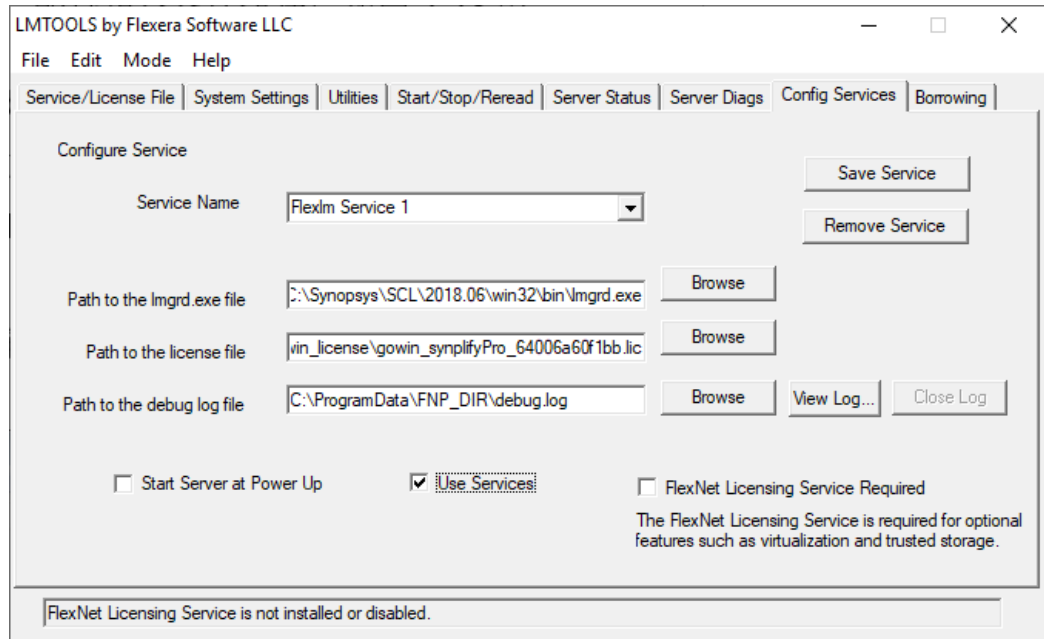 LMTOOLS by Flexera Software LLC
File Edit Mode Help
Service/License File System Settings Utilities Start/Stop/Reread Server Status Server Diags Config Services Borrowing
Configure Service
Save Service
Service Name Flexlm Service 1
Remove Service
Path to the lmgrd.exe file C:\Synopsys\SCL\2018.06\win32\bin\lmgrd.exe Browse
Path to the license file vin_license\gowin_synplifyPro_64006a60f1bb.lic Browse
Path to the debug log file C:\ProgramData\FNP_DIR\debug.log Browse View Log... Close Log
Start Server at Power Up Use Services FlexNet Licensing Service Required
The FlexNet Licensing Service is required for optional
features such as virtualization and trusted storage.
FlexNet Licensing Service is not installed or disabled.